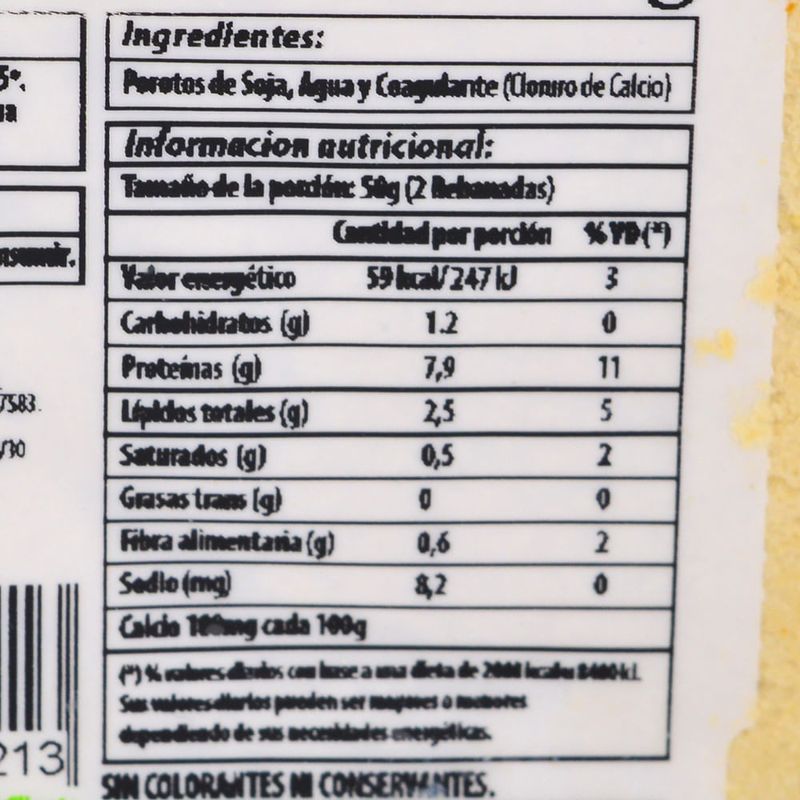 Ingredientes:
Porotos de Soja, Agua y Coagulante (Cloruro de Calcio)
Informacion nutricional:
Tamaño de la porción: 50g (2 Rebanadas)
Cantidad por porción % VD (*)
Valor energético 59 kcal/247 kJ 3
Carbohidratos (g) 1.2 0
Proteínas (g) 7,9 11
Lípidos totales (g) 2,5 5
Saturados (g) 0,5 2
Grasas trans (g) 0 0
Fibra alimentaria (g) 0,6 2
Sodio (mg) 8,2 0
Calcio 100mg cada 100g
(*) % valores diarios con base a una dieta de 2000 kcal u 8400 kJ.
Sus valores diarios pueden ser mayores o menores
dependiendo de sus necesidades energéticas.
SIN COLORANTES NI CONSERVANTES.
213